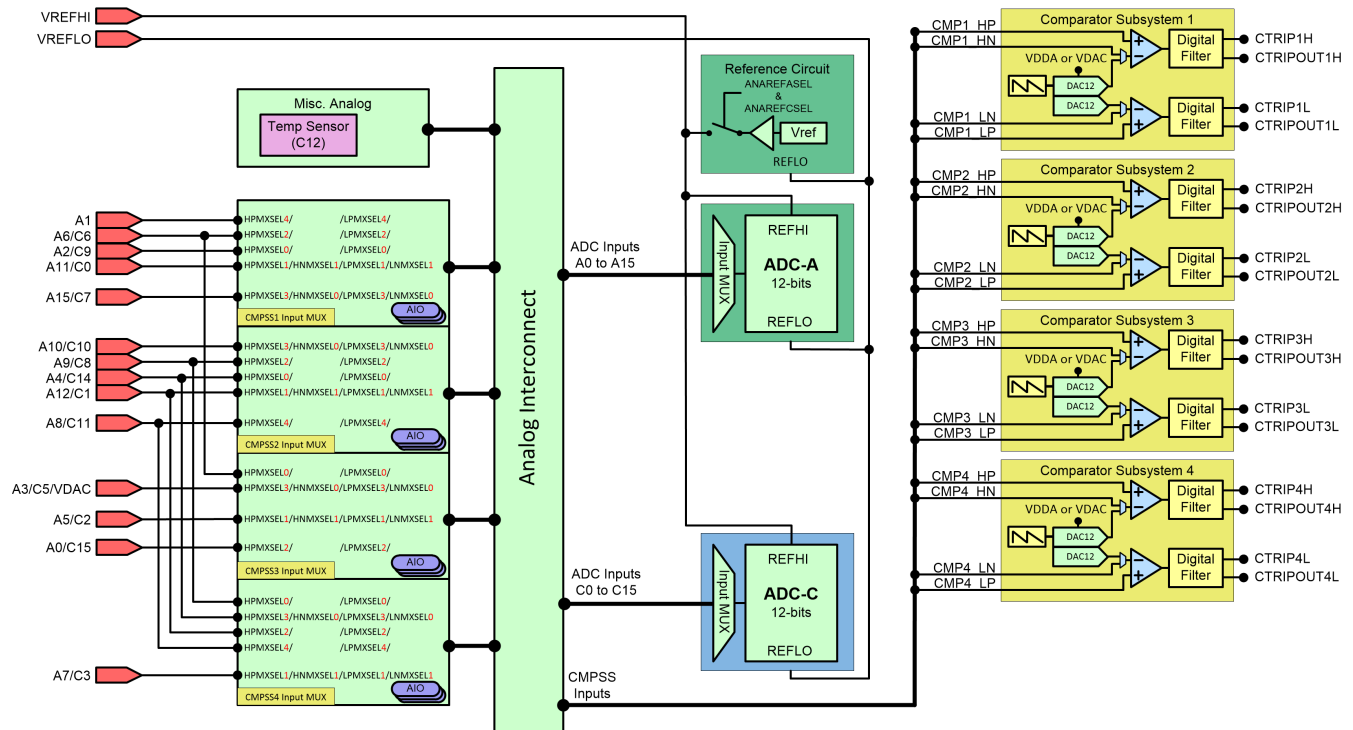 VREFHI
VREFLO
Misc. Analog
Temp Sensor
(C12)
A1
A6/C6
A2/C9
A11/C0
A15/C7
HPMXSEL4/ /LPMXSEL4/
HPMXSEL2/ /LPMXSEL2/
HPMXSEL0/ /LPMXSEL0/
HPMXSEL1/HNMXSEL1/LPMXSEL1/LNMXSEL1
HPMXSEL3/HNMXSEL0/LPMXSEL3/LNMXSEL0
AIO
CMPSS1 Input MUX
A10/C10
A9/C8
A4/C14
A12/C1
A8/C11
HPMXSEL3/HNMXSEL0/LPMXSEL3/LNMXSEL0
HPMXSEL2/ /LPMXSEL2/
HPMXSEL0/ /LPMXSEL0/
HPMXSEL1/HNMXSEL1/LPMXSEL1/LNMXSEL1
HPMXSEL4/ /LPMXSEL4/
AIO
CMPSS2 Input MUX
A3/C5/VDAC
A5/C2
A0/C15
HPMXSEL0/ /LPMXSEL0/
HPMXSEL3/HNMXSEL0/LPMXSEL3/LNMXSEL0
HPMXSEL1/HNMXSEL1/LPMXSEL1/LNMXSEL1
HPMXSEL2/ /LPMXSEL2/
AIO
CMPSS3 Input MUX
A7/C3
HPMXSEL0/ /LPMXSEL0/
HPMXSEL3/HNMXSEL0/LPMXSEL3/LNMXSEL0
HPMXSEL2/ /LPMXSEL2/
HPMXSEL4/ /LPMXSEL4/
HPMXSEL1/HNMXSEL1/LPMXSEL1/LNMXSEL1
AIO
CMPSS4 Input MUX
Analog Interconnect
ADC Inputs
A0 to A15
ADC Inputs
C0 to C15
CMPSS
Inputs
Reference Circuit
ANAREFASEL
&
ANAREFCSEL
Vref
REFLO
Input MUX
REFHI
ADC-A
12-bits
REFLO
Input MUX
REFHI
ADC-C
12-bits
REFLO
CMP1_HP
CMP1_HN
CMP1_LN
CMP1_LP
Comparator Subsystem 1
VDDA or VDAC
DAC12
DAC12
Digital
Filter
Digital
Filter
CTRIP1H
CTRIPOUT1H
CTRIP1L
CTRIPOUT1L
CMP2_HP
CMP2_HN
CMP2_LN
CMP2_LP
Comparator Subsystem 2
VDDA or VDAC
DAC12
DAC12
Digital
Filter
Digital
Filter
CTRIP2H
CTRIPOUT2H
CTRIP2L
CTRIPOUT2L
CMP3_HP
CMP3_HN
CMP3_LN
CMP3_LP
Comparator Subsystem 3
VDDA or VDAC
DAC12
DAC12
Digital
Filter
Digital
Filter
CTRIP3H
CTRIPOUT3H
CTRIP3L
CTRIPOUT3L
CMP4_HP
CMP4_HN
CMP4_LN
CMP4_LP
Comparator Subsystem 4
VDDA or VDAC
DAC12
DAC12
Digital
Filter
Digital
Filter
CTRIP4H
CTRIPOUT4H
CTRIP4L
CTRIPOUT4L